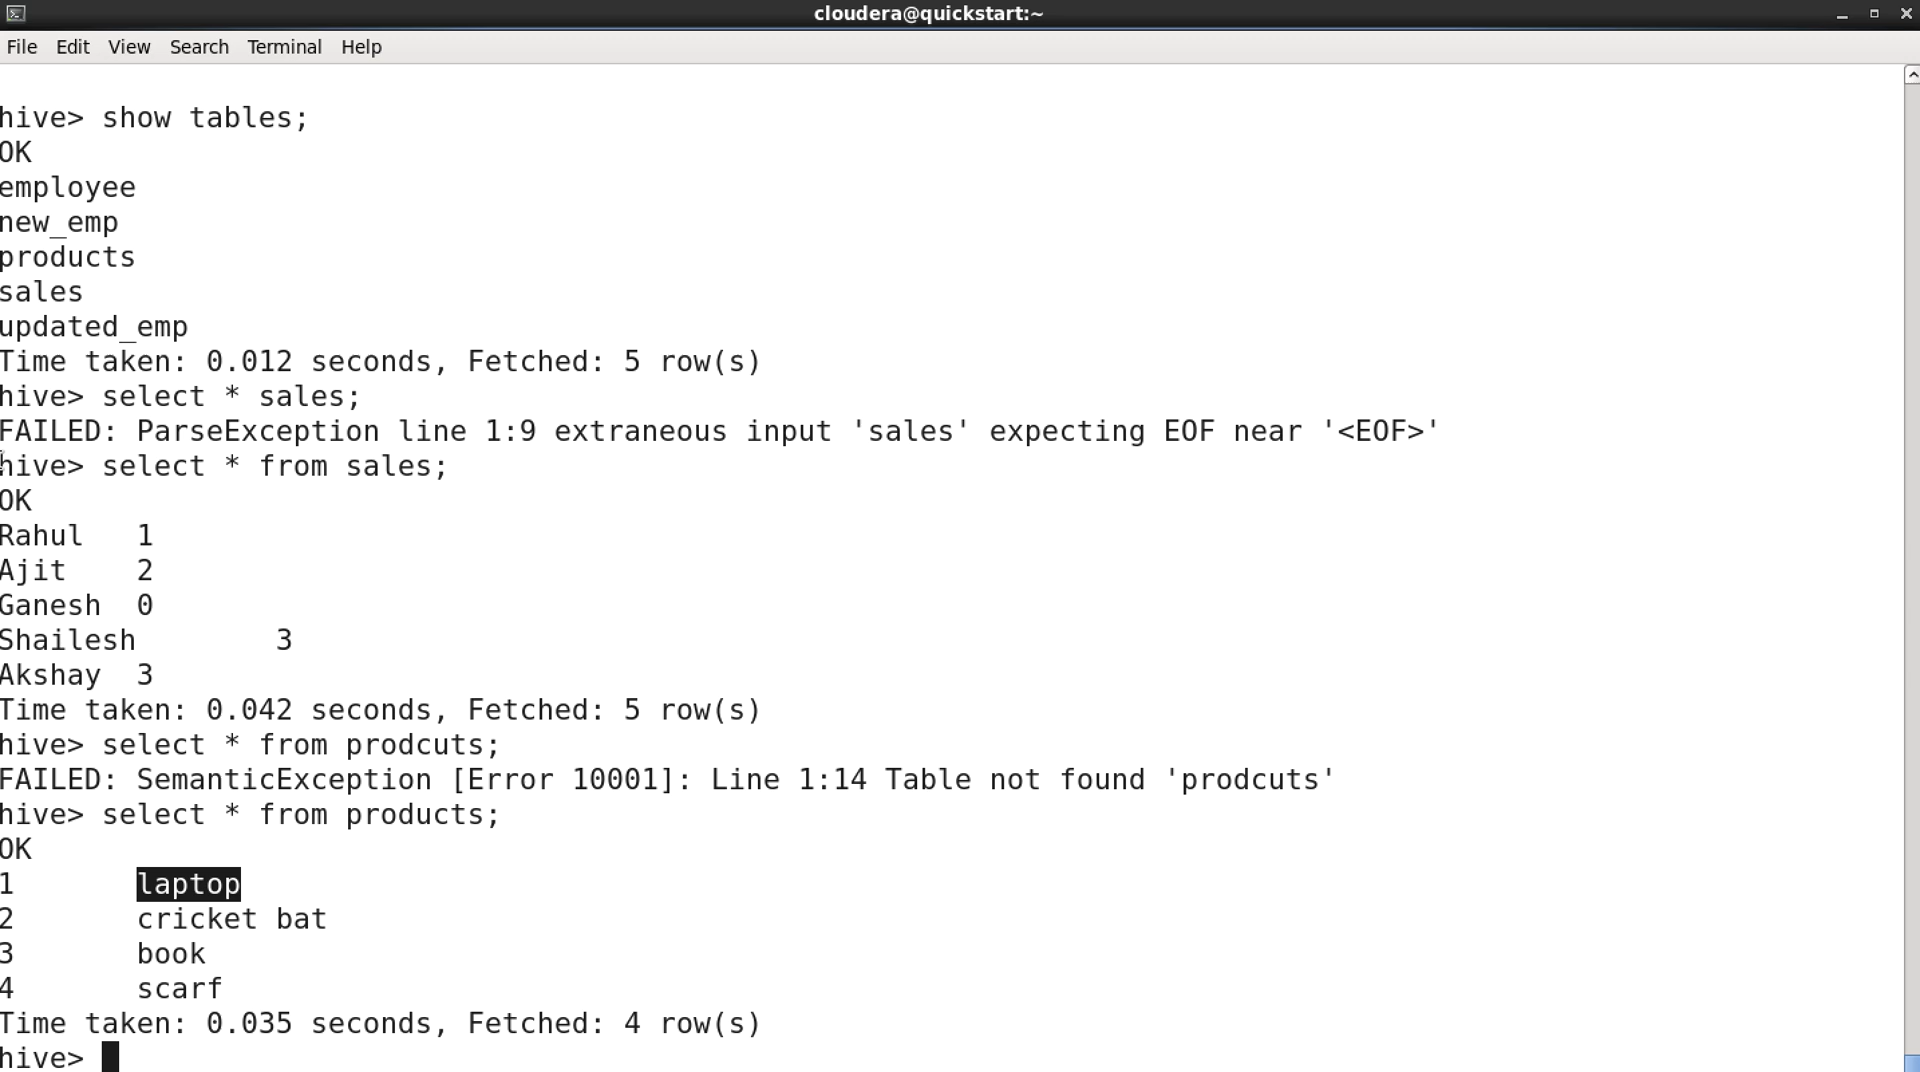 cloudera@quickstart:~
File Edit View Search Terminal Help
hive> show tables;
OK
employee
new_emp
products
sales
updated_emp
Time taken: 0.012 seconds, Fetched: 5 row(s)
hive> select * sales;
FAILED: ParseException line 1:9 extraneous input 'sales' expecting EOF near '<EOF>'
hive> select * from sales;
OK
Rahul 1
Ajit 2
Ganesh 0
Shailesh 3
Akshay 3
Time taken: 0.042 seconds, Fetched: 5 row(s)
hive> select * from prodcuts;
FAILED: SemanticException [Error 10001]: Line 1:14 Table not found 'prodcuts'
hive> select * from products;
OK
1 laptop
2 cricket bat
3 book
4 scarf
Time taken: 0.035 seconds, Fetched: 4 row(s)
hive>